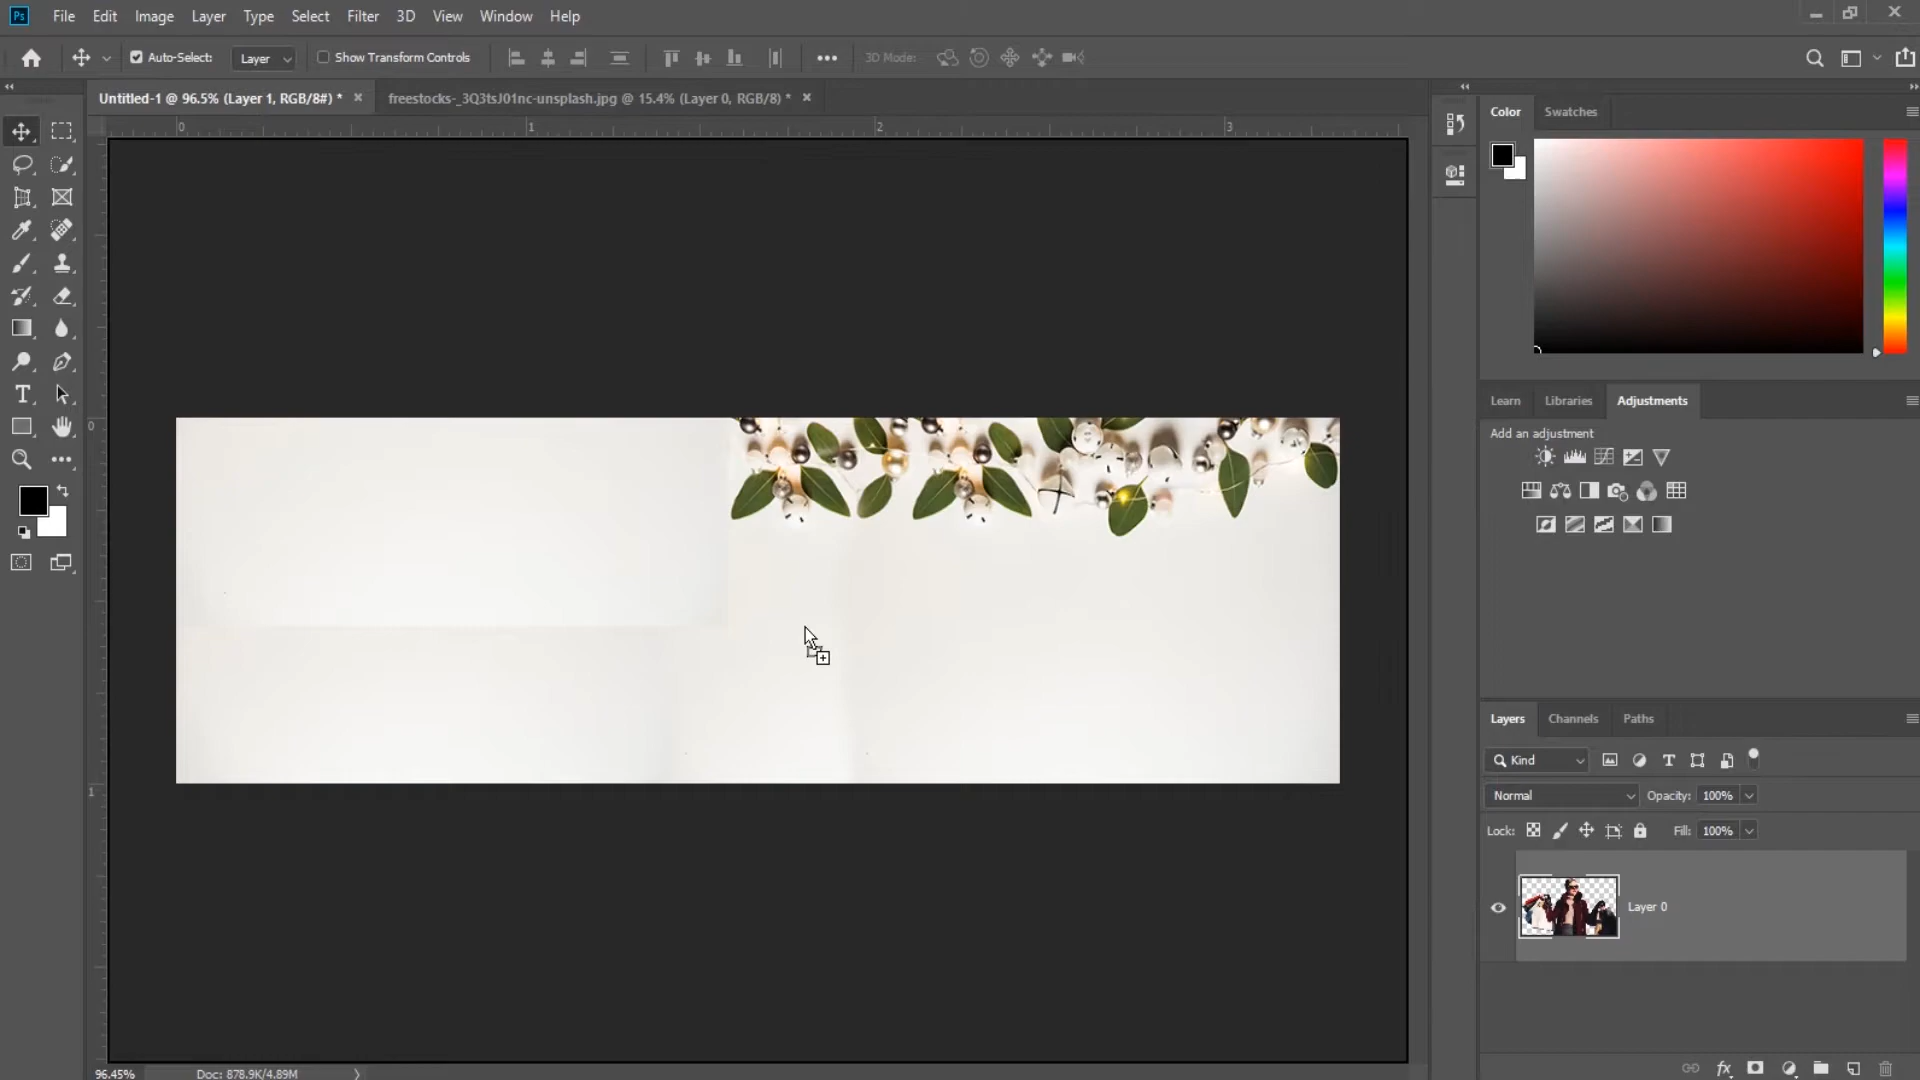 Ps File Edit Image Layer Type Select Filter 3D View Window Help
Auto-Select: Layer Show Transform Controls 3D Mode:
Untitled-1 @ 96.5% (Layer 1, RGB/8#) * × freestocks-_3Q3tsJ01nc-unsplash.jpg @ 15.4% (Layer 0, RGB/8) * ×
0 1 2 3
Color Swatches
Learn Libraries Adjustments
Add an adjustment
0
1
Layers Channels Paths
Kind
Normal Opacity: 100%
Lock: Fill: 100%
Layer 0
fx
96.45% Doc: 878.9K/4.89M